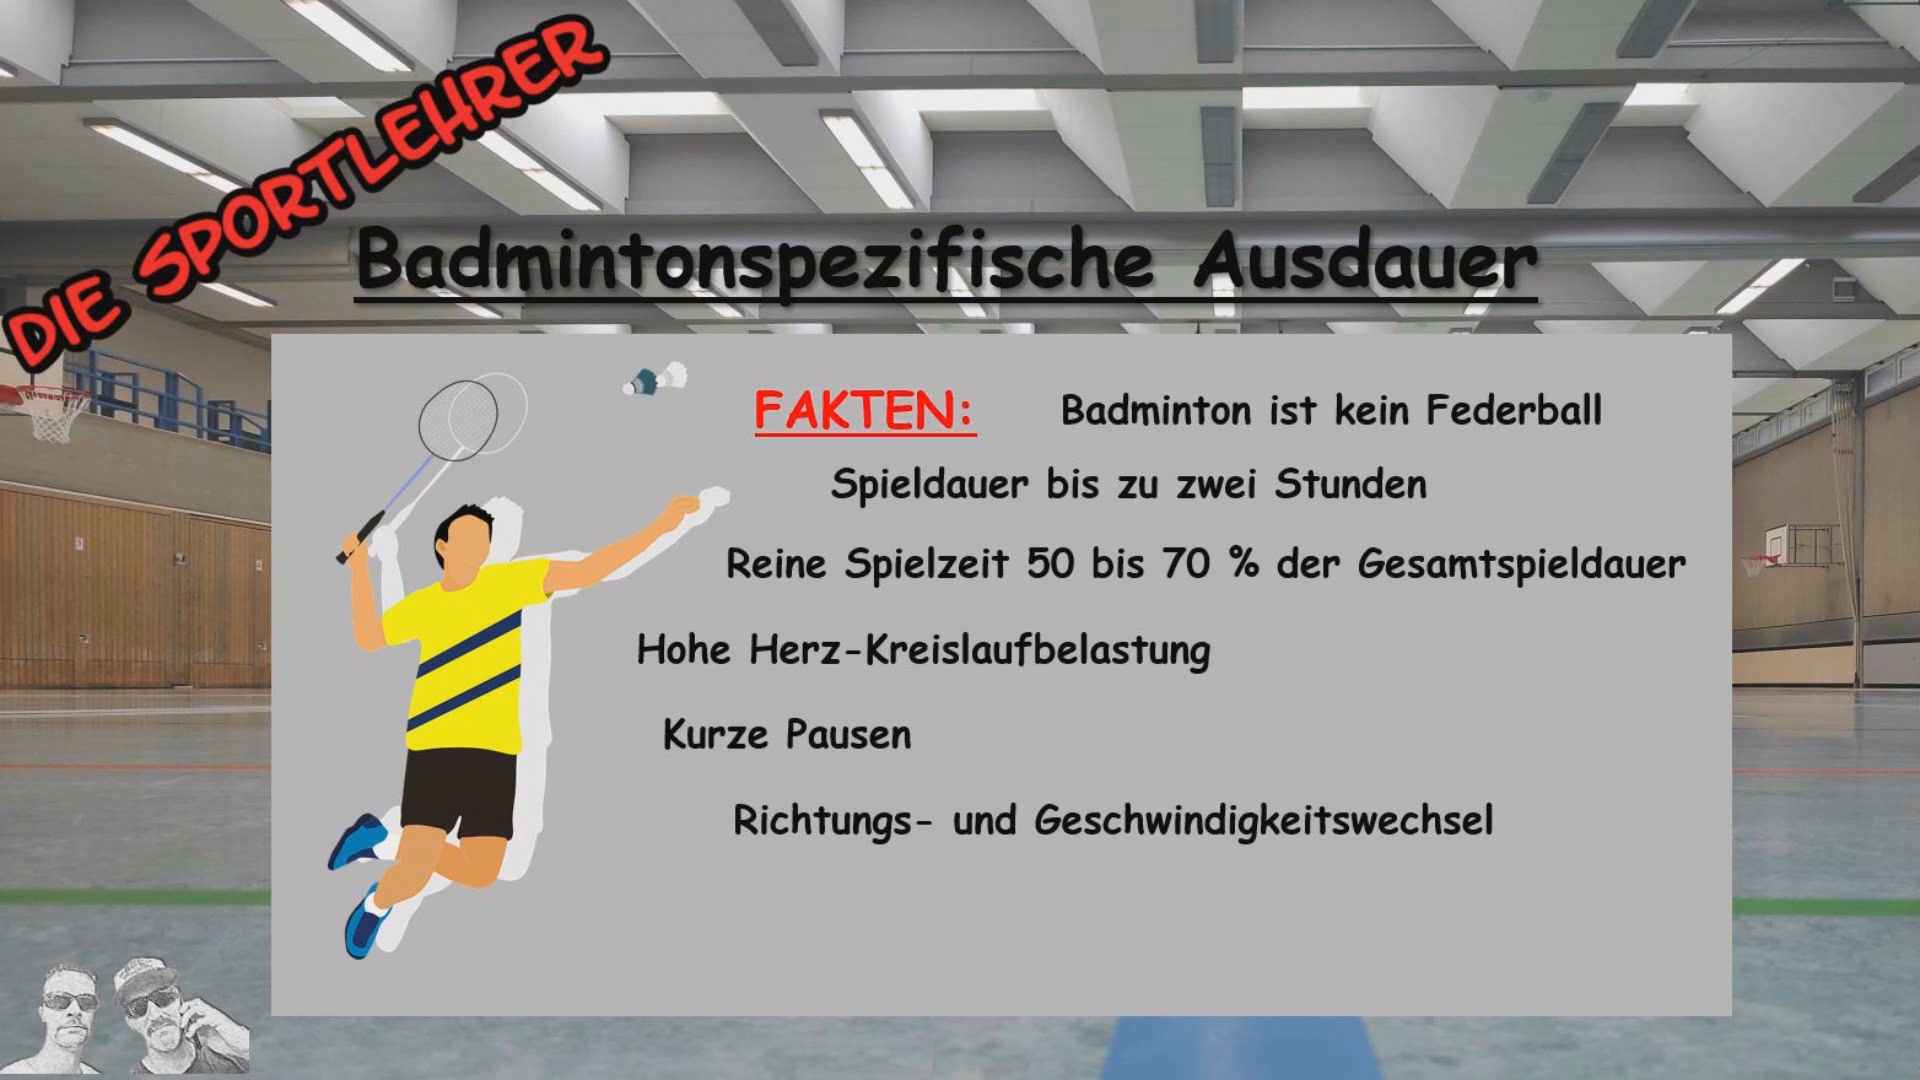 DIE SPORTLEHRER
Badmintonspezifische Ausdauer
FAKTEN: Badminton ist kein Federball
Spieldauer bis zu zwei Stunden
Reine Spielzeit 50 bis 70 % der Gesamtspieldauer
Hohe Herz-Kreislaufbelastung
Kurze Pausen
Richtungs- und Geschwindigkeitswechsel